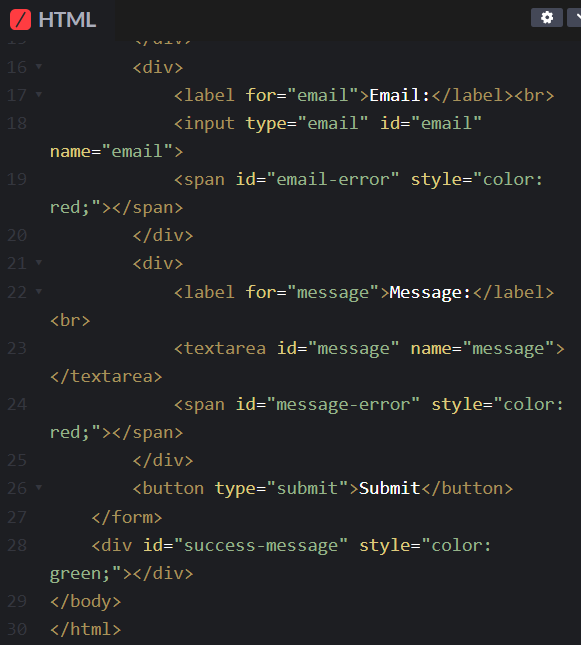 HTML
15 </div>
16 <div>
17 <label for="email">Email:</label><br>
18 <input type="email" id="email"
name="email">
19 <span id="email-error" style="color:
red;"></span>
20 </div>
21 <div>
22 <label for="message">Message:</label>
<br>
23 <textarea id="message" name="message">
</textarea>
24 <span id="message-error" style="color:
red;"></span>
25 </div>
26 <button type="submit">Submit</button>
27 </form>
28 <div id="success-message" style="color:
green;"></div>
29 </body>
30 </html>